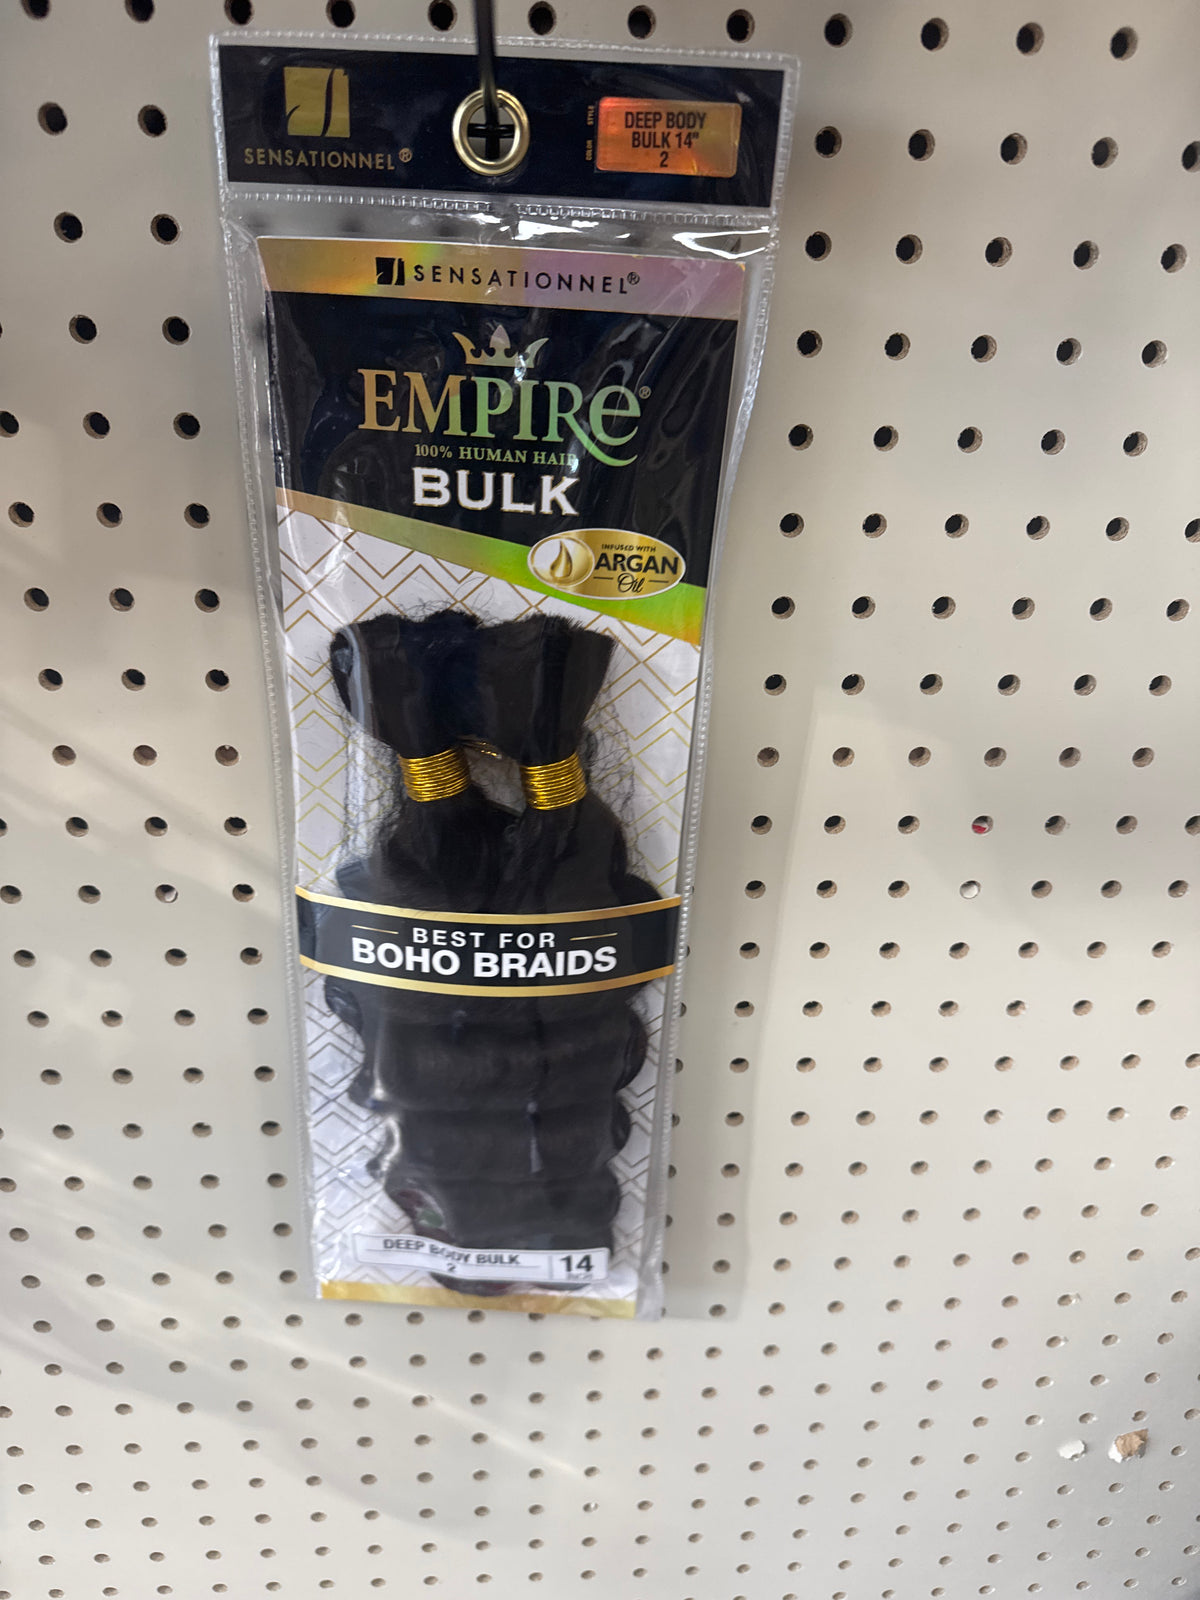 SENSATIONNEL®
STYLE
COLOR
DEEP BODY
BULK 14"
2
SENSATIONNEL®
EMPIRe®
100% HUMAN HAIR
BULK
INFUSED WITH
ARGAN
Oil
BEST FOR
BOHO BRAIDS
DEEP BODY BULK
2
14
INCH